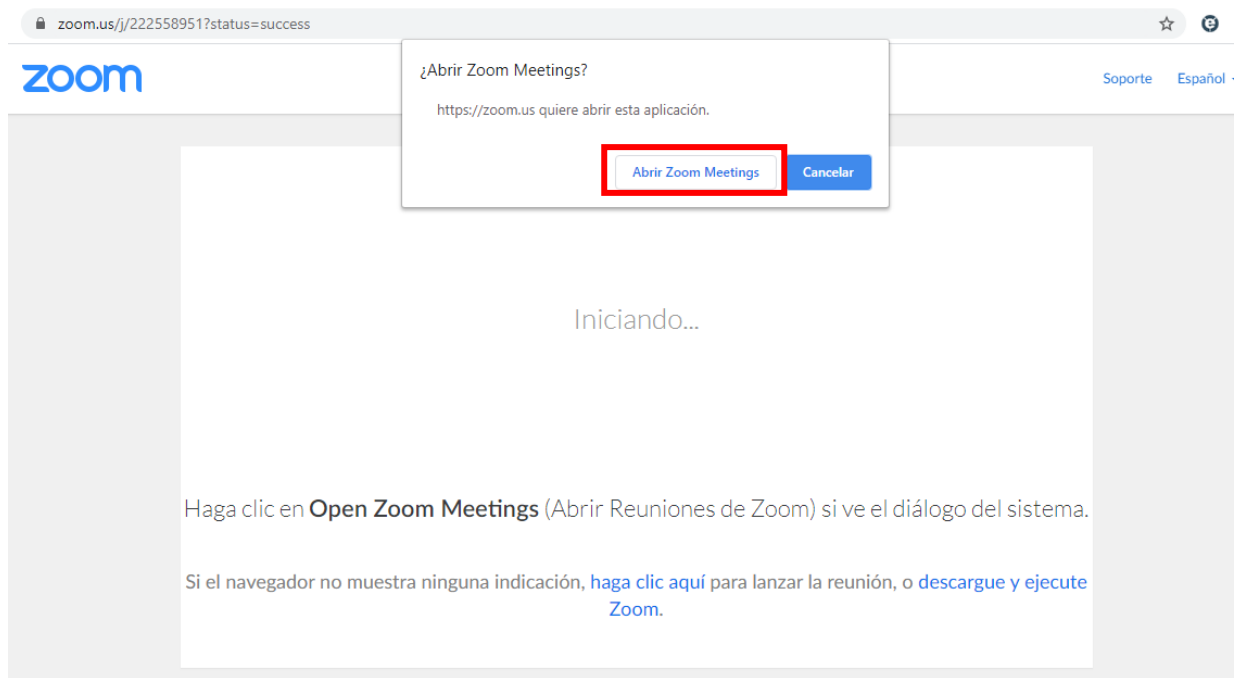 zoom.us/j/222558951?status=success
zoom
Soporte Español
¿Abrir Zoom Meetings?
https://zoom.us quiere abrir esta aplicación.
Abrir Zoom Meetings Cancelar
Iniciando...
Haga clic en Open Zoom Meetings (Abrir Reuniones de Zoom) si ve el diálogo del sistema.
Si el navegador no muestra ninguna indicación, haga clic aquí para lanzar la reunión, o descargue y ejecute
Zoom.